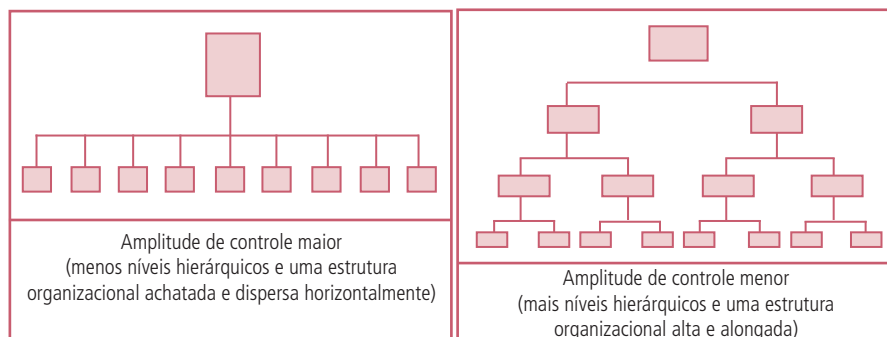 Amplitude de controle maior
(menos níveis hierárquicos e uma estrutura
organizacional achatada e dispersa horizontalmente)
Amplitude de controle menor
(mais níveis hierárquicos e uma estrutura
organizacional alta e alongada)